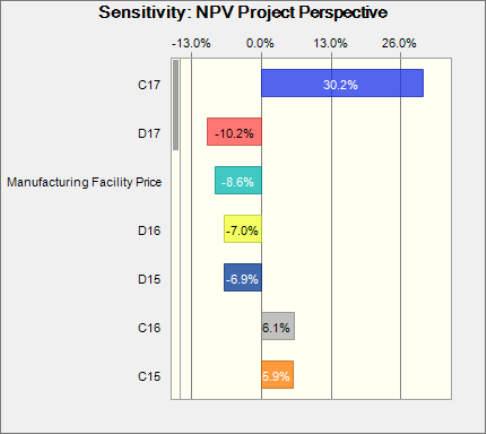 Sensitivity: NPV Project Perspective
-13.0% 0.0% 13.0% 26.0%
C17 30.2%
D17 -10.2%
Manufacturing Facility Price -8.6%
D16 -7.0%
D15 -6.9%
C16 6.1%
C15 5.9%